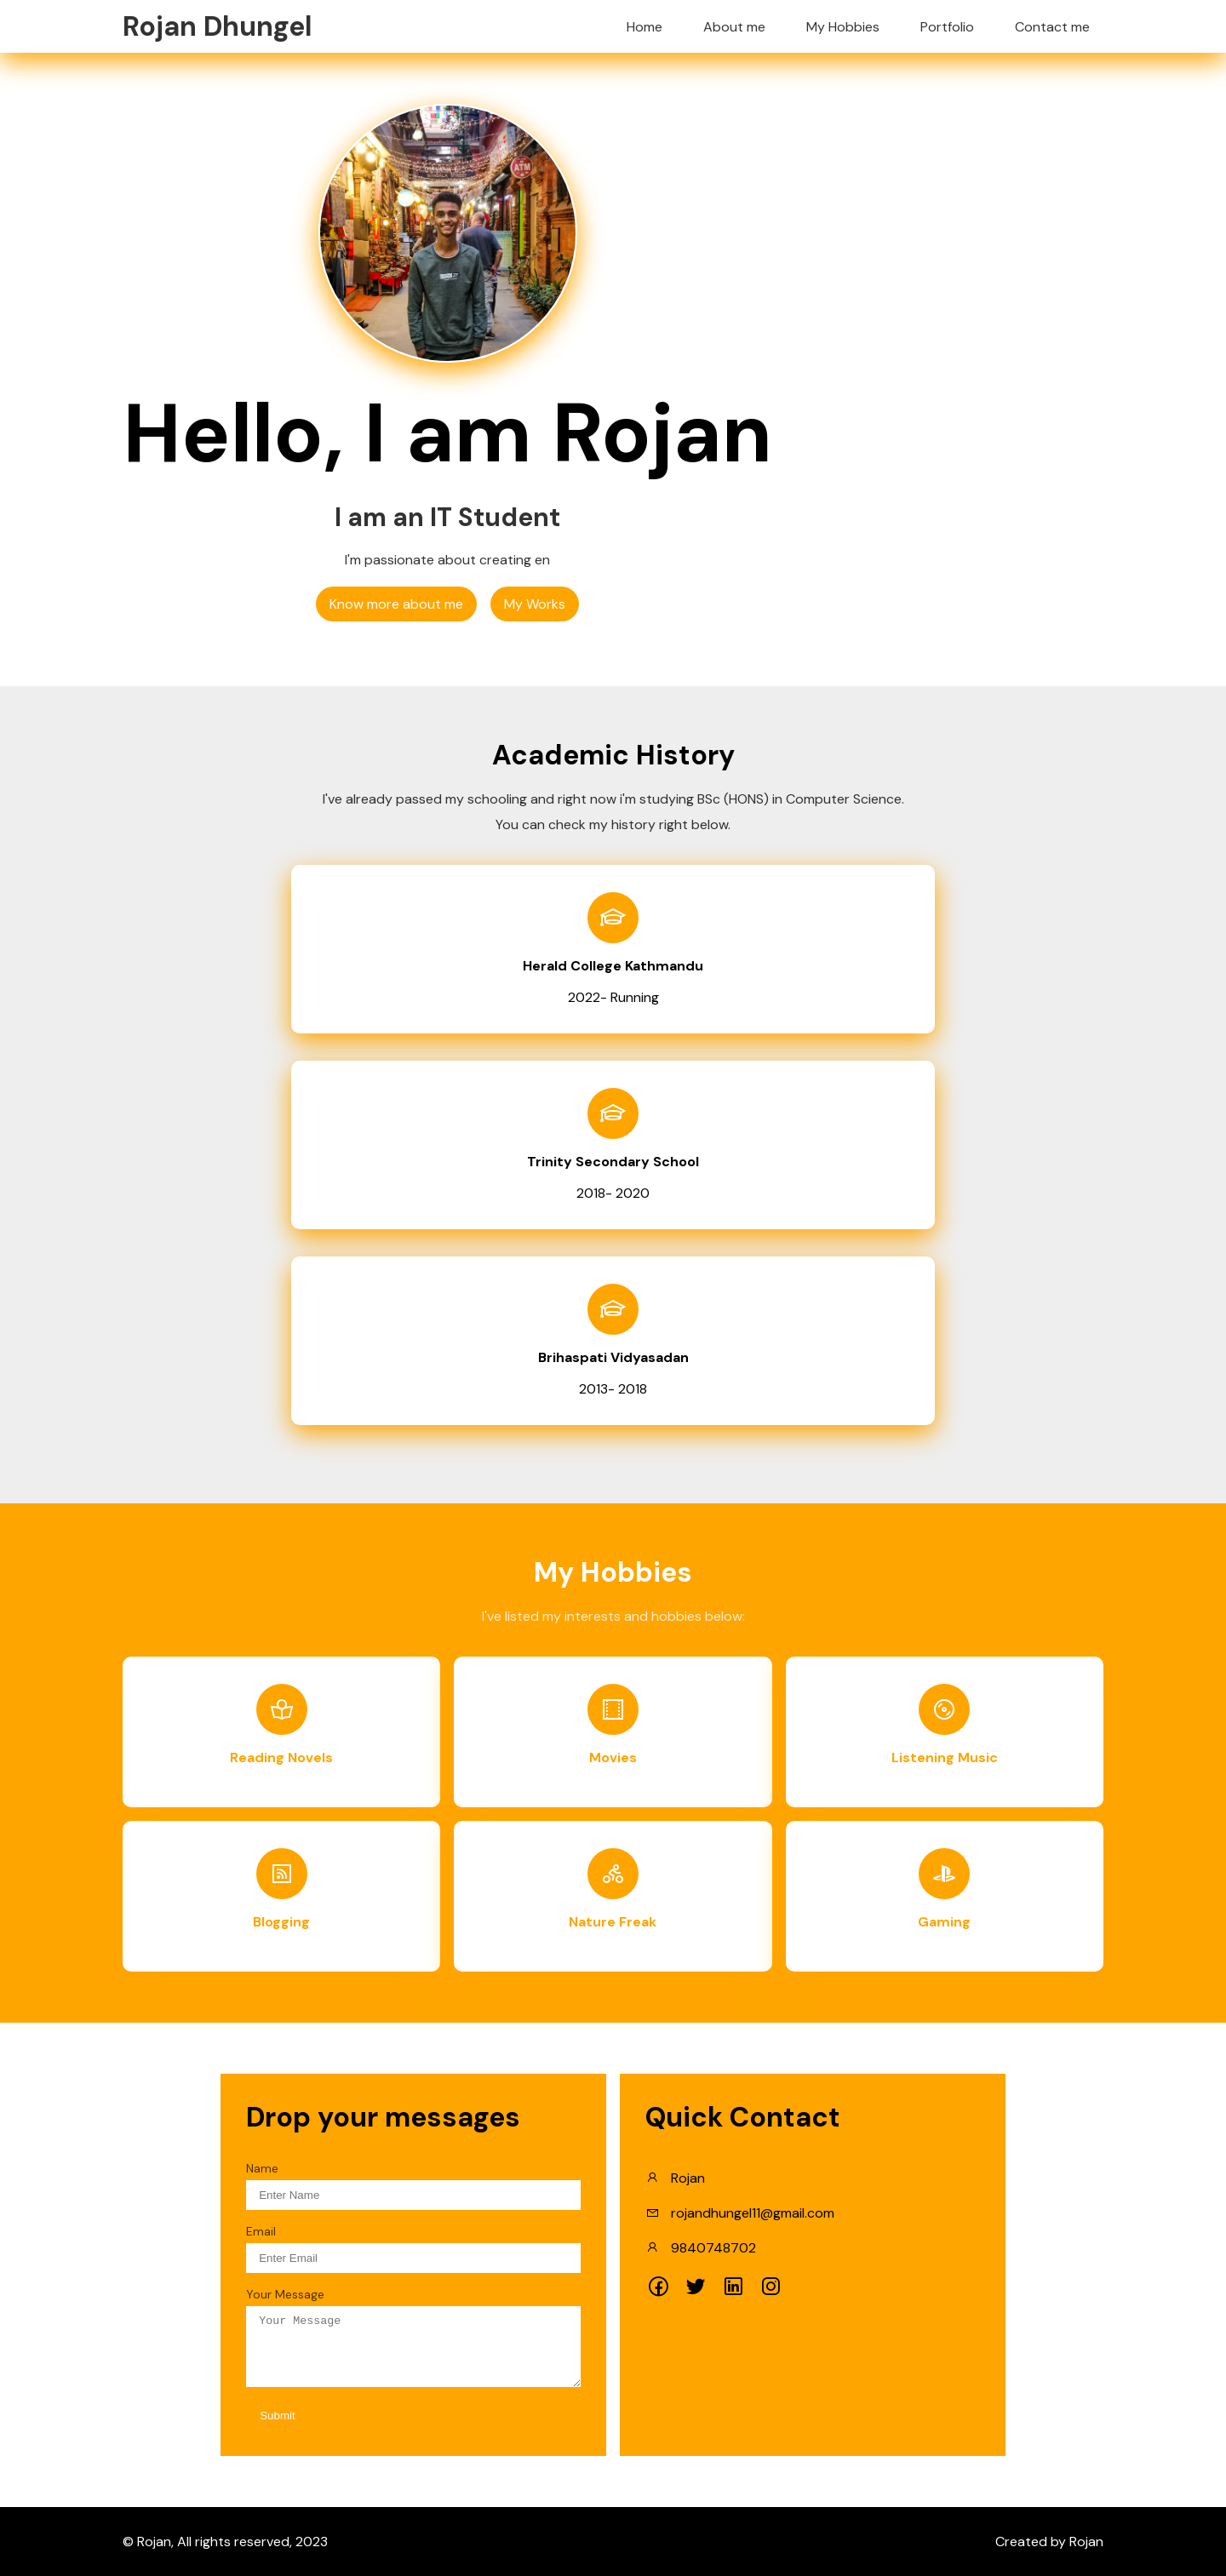 Rojan Dhungel
Home About me My Hobbies Portfolio Contact me
ATM
Hello, I am Rojan
I am an IT Student
I'm passionate about creating en
Know more about me My Works
Academic History
I've already passed my schooling and right now i'm studying BSc (HONS) in Computer Science.
You can check my history right below.
Herald College Kathmandu
2022- Running
Trinity Secondary School
2018- 2020
Brihaspati Vidyasadan
2013- 2018
My Hobbies
I've listed my interests and hobbies below:
Reading Novels Movies Listening Music
Blogging Nature Freak Gaming
Drop your messages
Name
Enter Name
Email
Enter Email
Your Message
Your Message
Submit
Quick Contact
Rojan
rojandhungel11@gmail.com
9840748702
© Rojan, All rights reserved, 2023 Created by Rojan